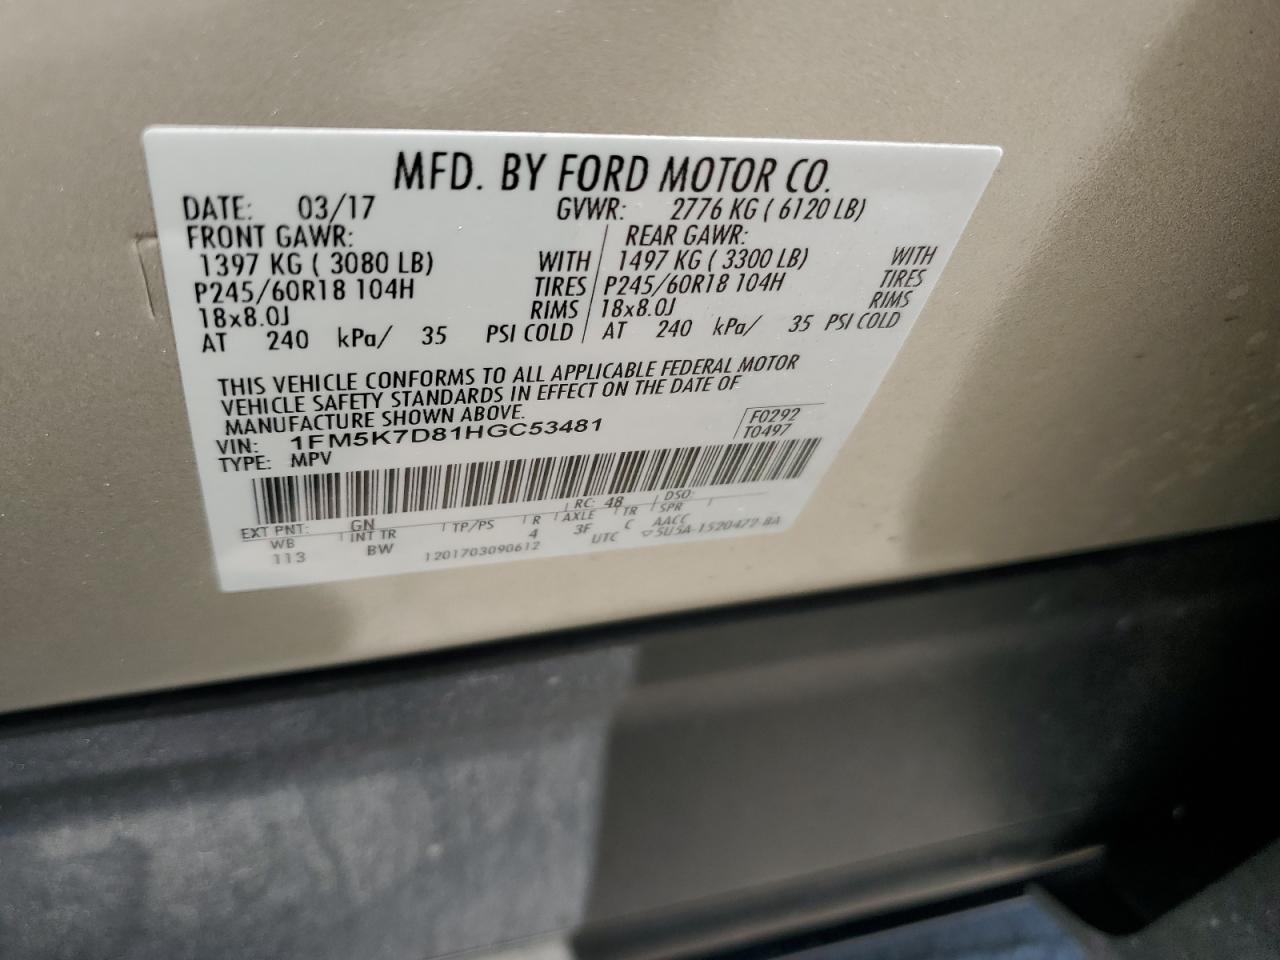 MFD. BY FORD MOTOR CO.
DATE: 03/17 GVWR: 2776 KG ( 6120 LB)
FRONT GAWR: REAR GAWR:
1397 KG ( 3080 LB) WITH 1497 KG ( 3300 LB) WITH
P245/60R18 104H TIRES P245/60R18 104H TIRES
18x8.0J RIMS 18x8.0J RIMS
AT 240 kPa/ 35 PSI COLD AT 240 kPa/ 35 PSI COLD
THIS VEHICLE CONFORMS TO ALL APPLICABLE FEDERAL MOTOR
VEHICLE SAFETY STANDARDS IN EFFECT ON THE DATE OF
MANUFACTURE SHOWN ABOVE.
VIN: 1FM5K7D81HGC53481 F0292
TYPE: MPV T0497
EXT PNT: GN RC: 48 DSO:
WB INT TR TP/PS R AXLE TR SPR
113 BW 4 3F C AACC
1201703090612 UTC 5U5A-1520472-BA